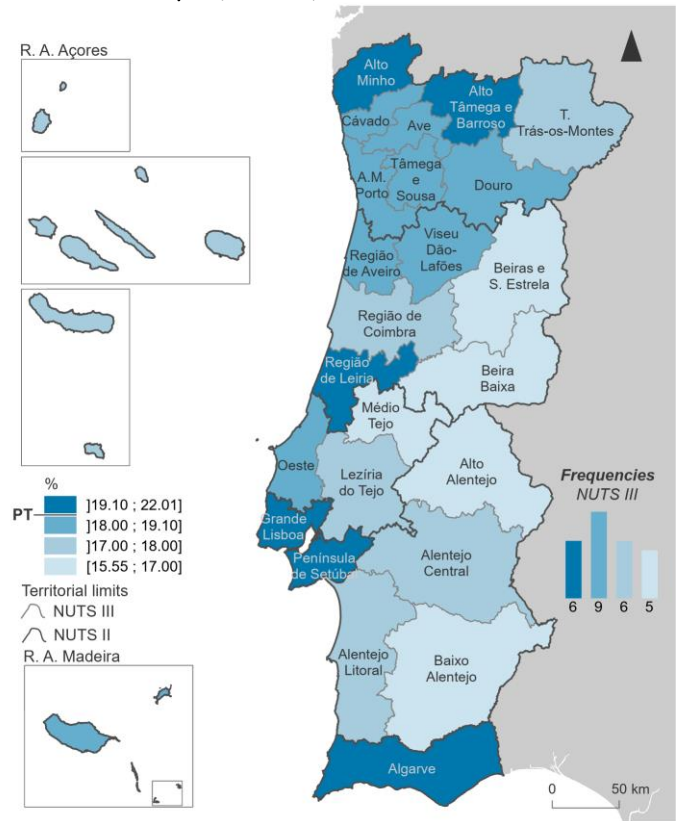 R. A. Açores
Alto
Minho
Alto
Tâmega e
Barroso
T.
Trás-os-Montes
Cávado
Ave
A.M.
Porto
Tâmega
e
Sousa
Douro
Região
de Aveiro
Viseu
Dão-
Lafões
Beiras e
S. Estrela
Região de
Coimbra
Região
de Leiria
Beira
Baixa
Médio
Tejo
Oeste
Lezíria
do Tejo
Alto
Alentejo
Grande
Lisboa
Península
de Setúbal
Alentejo
Central
Alentejo
Litoral
Baixo
Alentejo
Algarve
%
PT
]19.10 ; 22.01]
]18.00 ; 19.10]
]17.00 ; 18.00]
[15.55 ; 17.00]
Territorial limits
NUTS III
NUTS II
R. A. Madeira
Frequencies
NUTS III
6 9 6 5
0 50 km